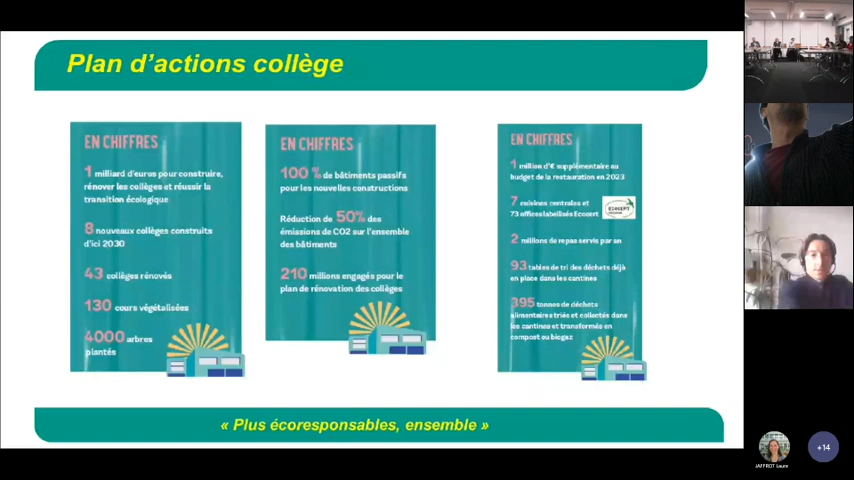 Plan d'actions collège
EN CHIFFRES
1 milliard d'euros pour construire,
rénover les collèges et réussir la
transition écologique
8 nouveaux collèges construits
d'ici 2030
43 collèges rénovés
130 cours végétalisées
4000 arbres
plantés
EN CHIFFRES
100 % de bâtiments passifs
pour les nouvelles constructions
Réduction de 50% des
émissions de CO2 sur l'ensemble
des bâtiments
210 millions engagés pour le
plan de rénovation des collèges
EN CHIFFRES
1 million d'€ supplémentaire au
budget de la restauration en 2023
7 cuisines centrales et
73 offices labellisés Ecocert
ECOCERT
2 millions de repas servis par an
93 tables de tri des déchets déjà
en place dans les cantines
395 tonnes de déchets
alimentaires triés et collectés dans
les cantines et transformés en
compost ou biogaz
« Plus écoresponsables, ensemble »
JAFFROT Laure
+14